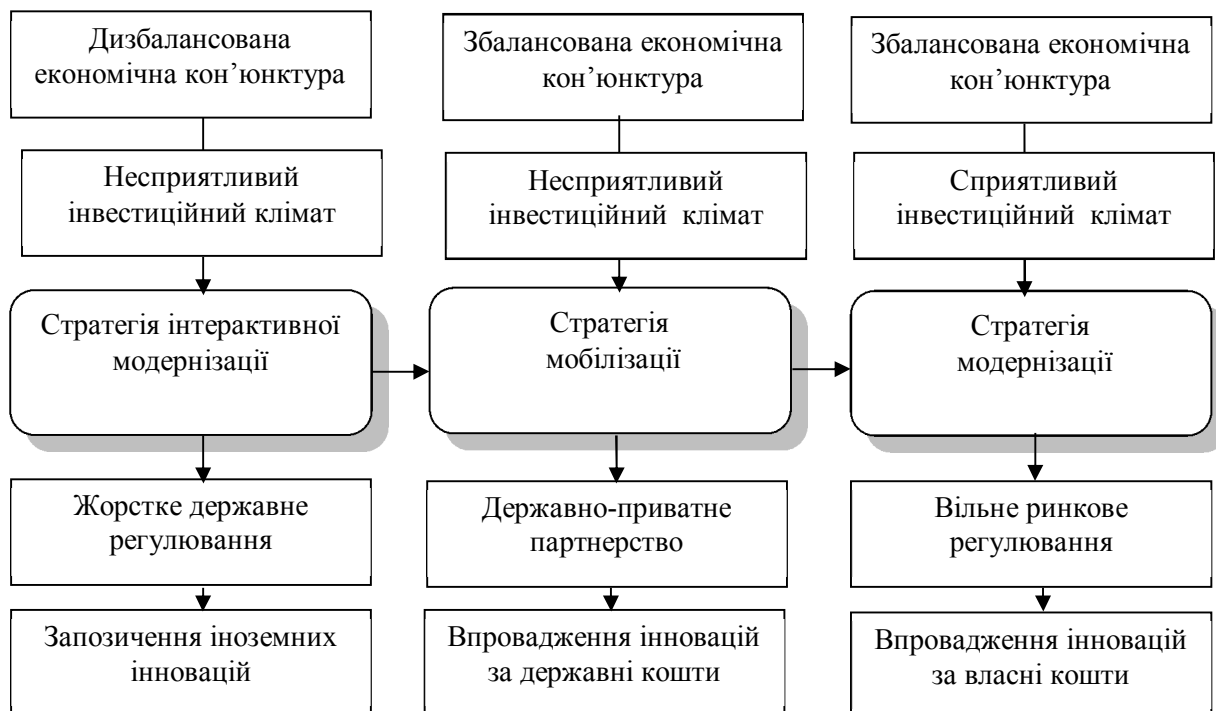 Дизбалансована
економічна кон’юнктура
Збалансована економічна
кон’юнктура
Збалансована економічна
кон’юнктура
Несприятливий
інвестиційний клімат
Несприятливий
інвестиційний клімат
Сприятливий
інвестиційний клімат
Стратегія інтерактивної
модернізації
Стратегія
мобілізації
Стратегія
модернізації
Жорстке державне
регулювання
Державно-приватне
партнерство
Вільне ринкове
регулювання
Запозичення іноземних
інновацій
Впровадження інновацій
за державні кошти
Впровадження інновацій
за власні кошти